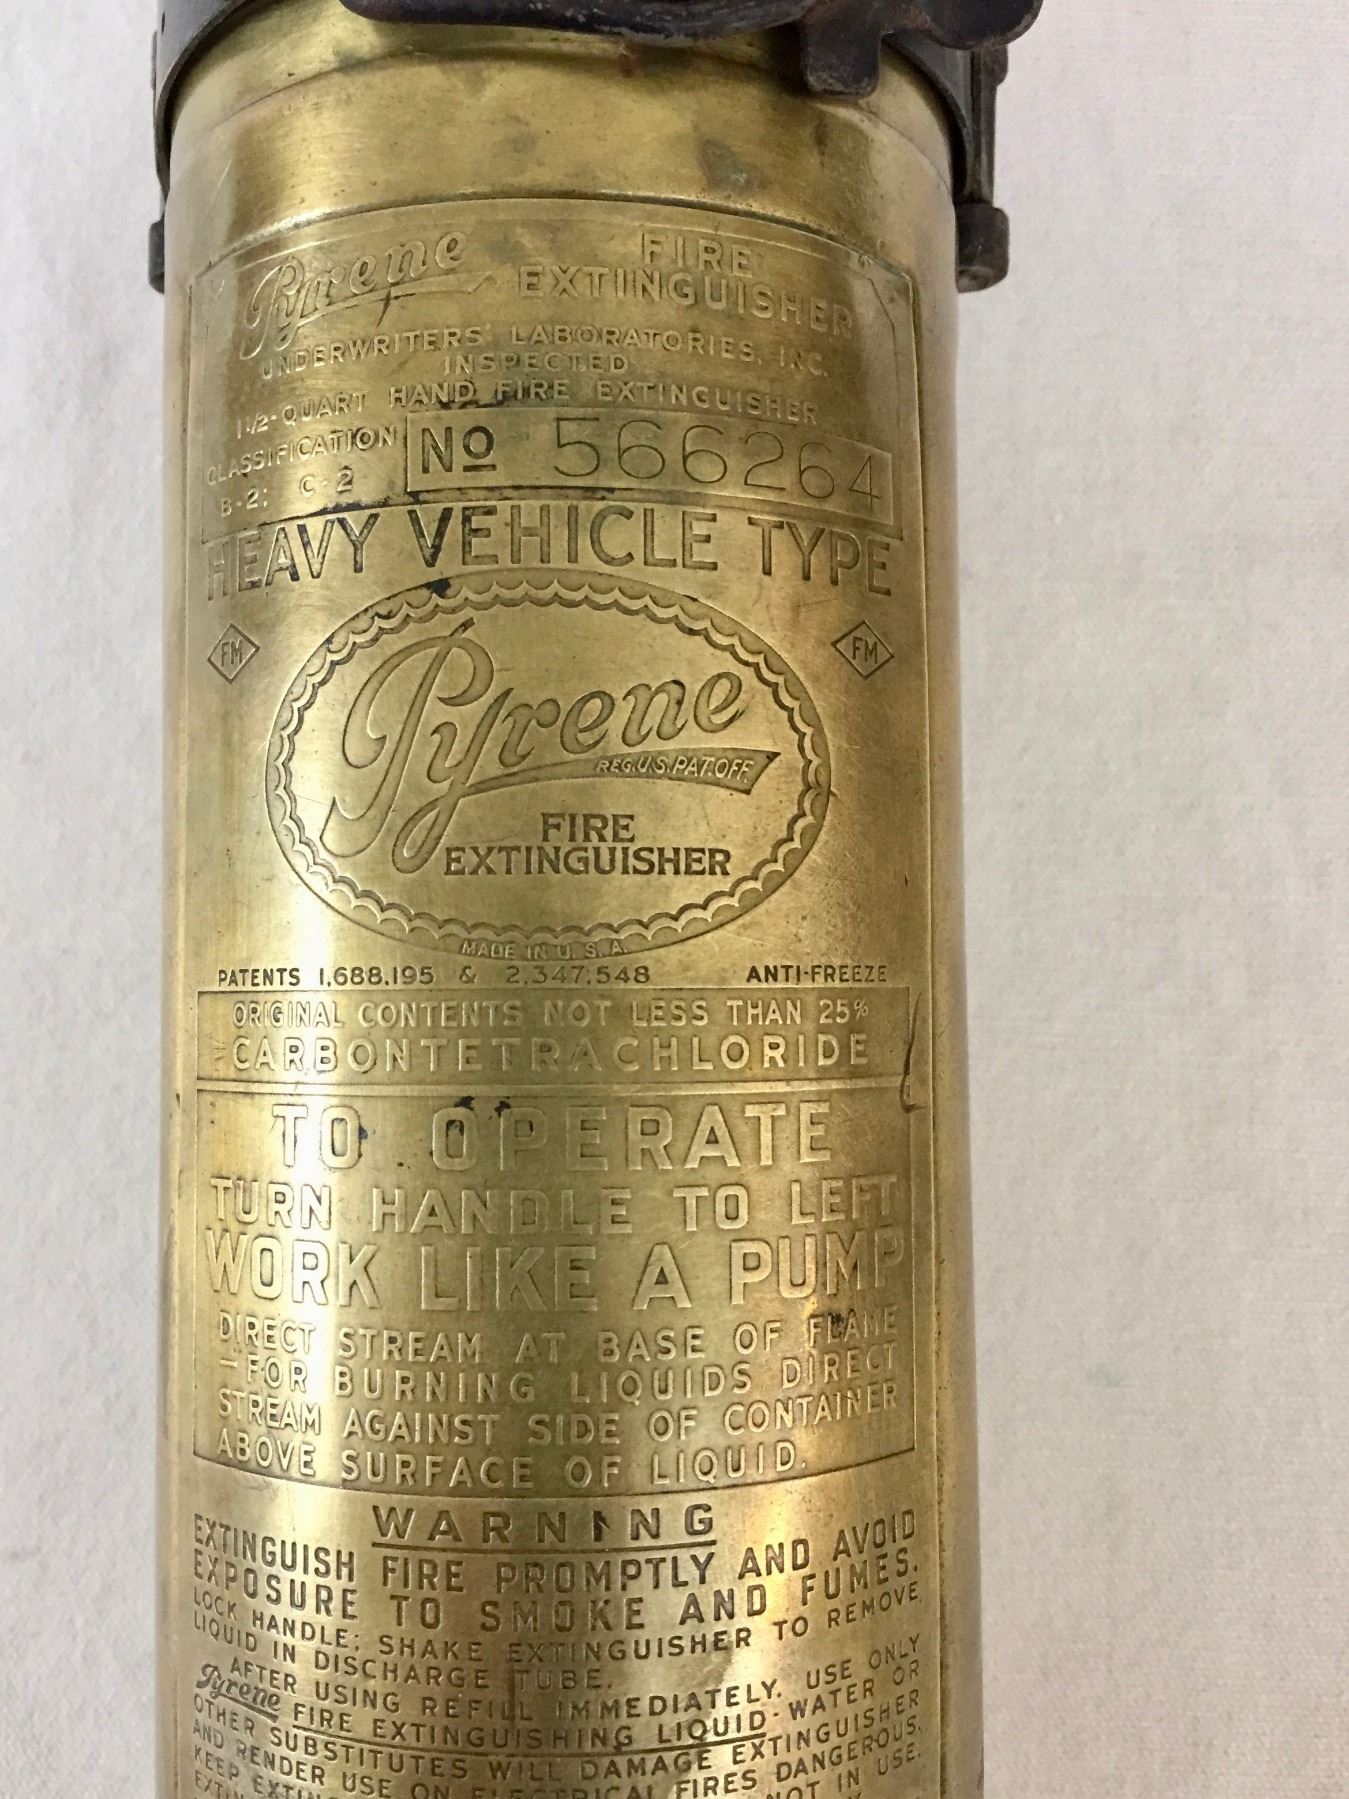 Pyrene FIRE EXTINGUISHER
UNDERWRITERS' LABORATORIES, INC.
INSPECTED
1 1/2-QUART HAND FIRE EXTINGUISHER
CLASSIFICATION
B-2; C-2
No 566264
HEAVY VEHICLE TYPE
FM
FM
Pyrene
REG.U.S.PAT.OFF.
FIRE
EXTINGUISHER
MADE IN U.S.A.
PATENTS 1,688,195 & 2,347,548 ANTI-FREEZE
ORIGINAL CONTENTS NOT LESS THAN 25%
CARBONTETRACHLORIDE
TO OPERATE
TURN HANDLE TO LEFT
WORK LIKE A PUMP
DIRECT STREAM AT BASE OF FLAME
- FOR BURNING LIQUIDS DIRECT
STREAM AGAINST SIDE OF CONTAINER
ABOVE SURFACE OF LIQUID.
WARNING
EXTINGUISH FIRE PROMPTLY AND AVOID
EXPOSURE TO SMOKE AND FUMES.
LOCK HANDLE; SHAKE EXTINGUISHER TO REMOVE
LIQUID IN DISCHARGE TUBE.
AFTER USING REFILL IMMEDIATELY. USE ONLY
Pyrene FIRE EXTINGUISHING LIQUID-WATER OR
OTHER SUBSTITUTES WILL DAMAGE EXTINGUISHER
AND RENDER USE ON ELECTRICAL FIRES DANGEROUS.
KEEP NOT IN USE.